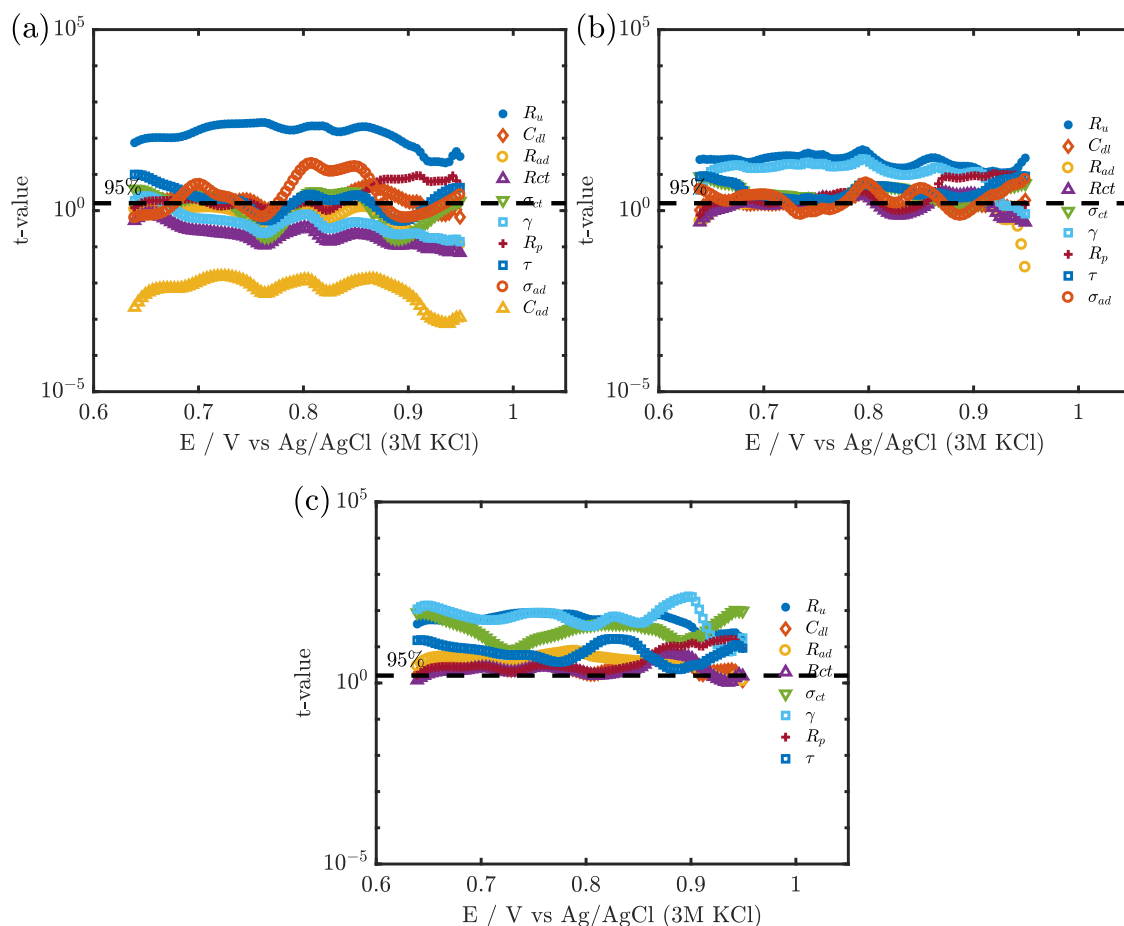 (a)
10^5
10^0
10^-5
t-value
95%
R_u
C_dl
R_ad
Rct
σ_ct
γ
R_p
τ
σ_ad
C_ad
0.6 0.7 0.8 0.9 1
E / V vs Ag/AgCl (3M KCl)
(b)
10^5
10^0
10^-5
t-value
95%
R_u
C_dl
R_ad
Rct
σ_ct
γ
R_p
τ
σ_ad
0.6 0.7 0.8 0.9 1
E / V vs Ag/AgCl (3M KCl)
(c)
10^5
10^0
10^-5
t-value
95%
R_u
C_dl
R_ad
Rct
σ_ct
γ
R_p
τ
0.6 0.7 0.8 0.9 1
E / V vs Ag/AgCl (3M KCl)